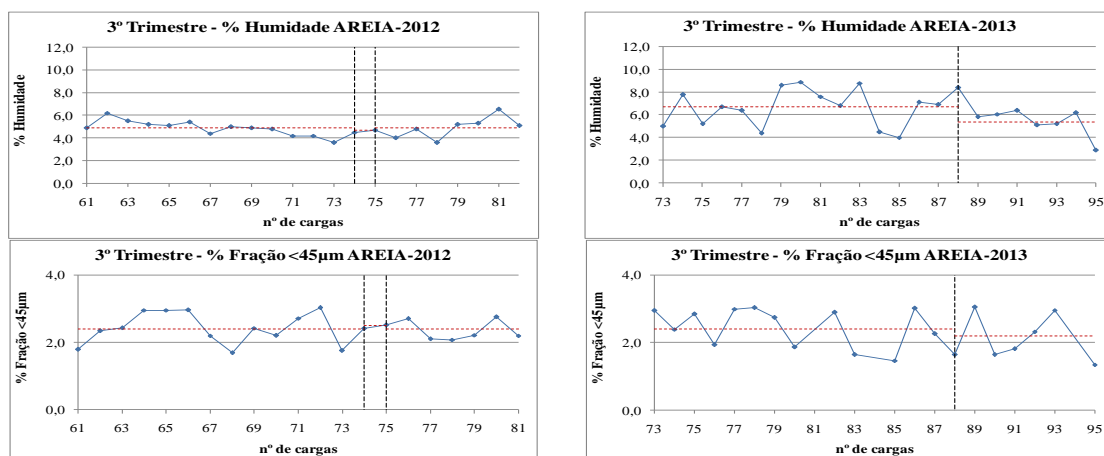 3º Trimestre - % Humidade AREIA-2012
12,0
10,0
8,0
6,0
4,0
2,0
0,0
% Humidade
61 63 65 67 69 71 73 75 77 79 81
nº de cargas
3º Trimestre - % Humidade AREIA-2013
12,0
10,0
8,0
6,0
4,0
2,0
0,0
% Humidade
73 75 77 79 81 83 85 87 89 91 93 95
nº de cargas
3º Trimestre - % Fração <45µm AREIA-2012
4,0
2,0
0,0
% Fração <45µm
61 63 65 67 69 71 73 75 77 79 81
nº de cargas
3º Trimestre - % Fração <45µm AREIA-2013
4,0
2,0
0,0
% Fração <45µm
73 75 77 79 81 83 85 87 89 91 93 95
nº de cargas